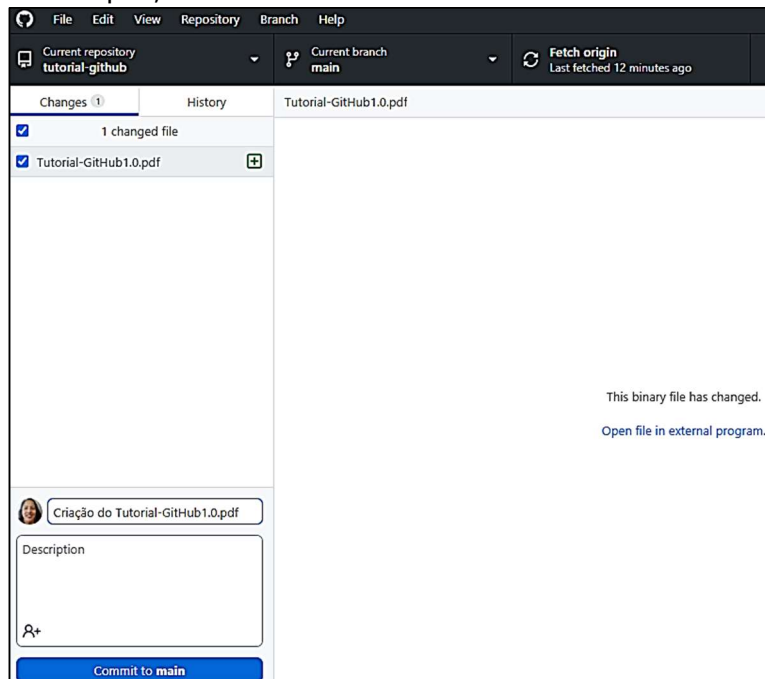 File Edit View Repository Branch Help
Current repository
tutorial-github
Current branch
main
Fetch origin
Last fetched 12 minutes ago
Changes 1 History
Tutorial-GitHub1.0.pdf
1 changed file
Tutorial-GitHub1.0.pdf
This binary file has changed.
Open file in external program.
Criação do Tutorial-GitHub1.0.pdf
Description
Commit to main